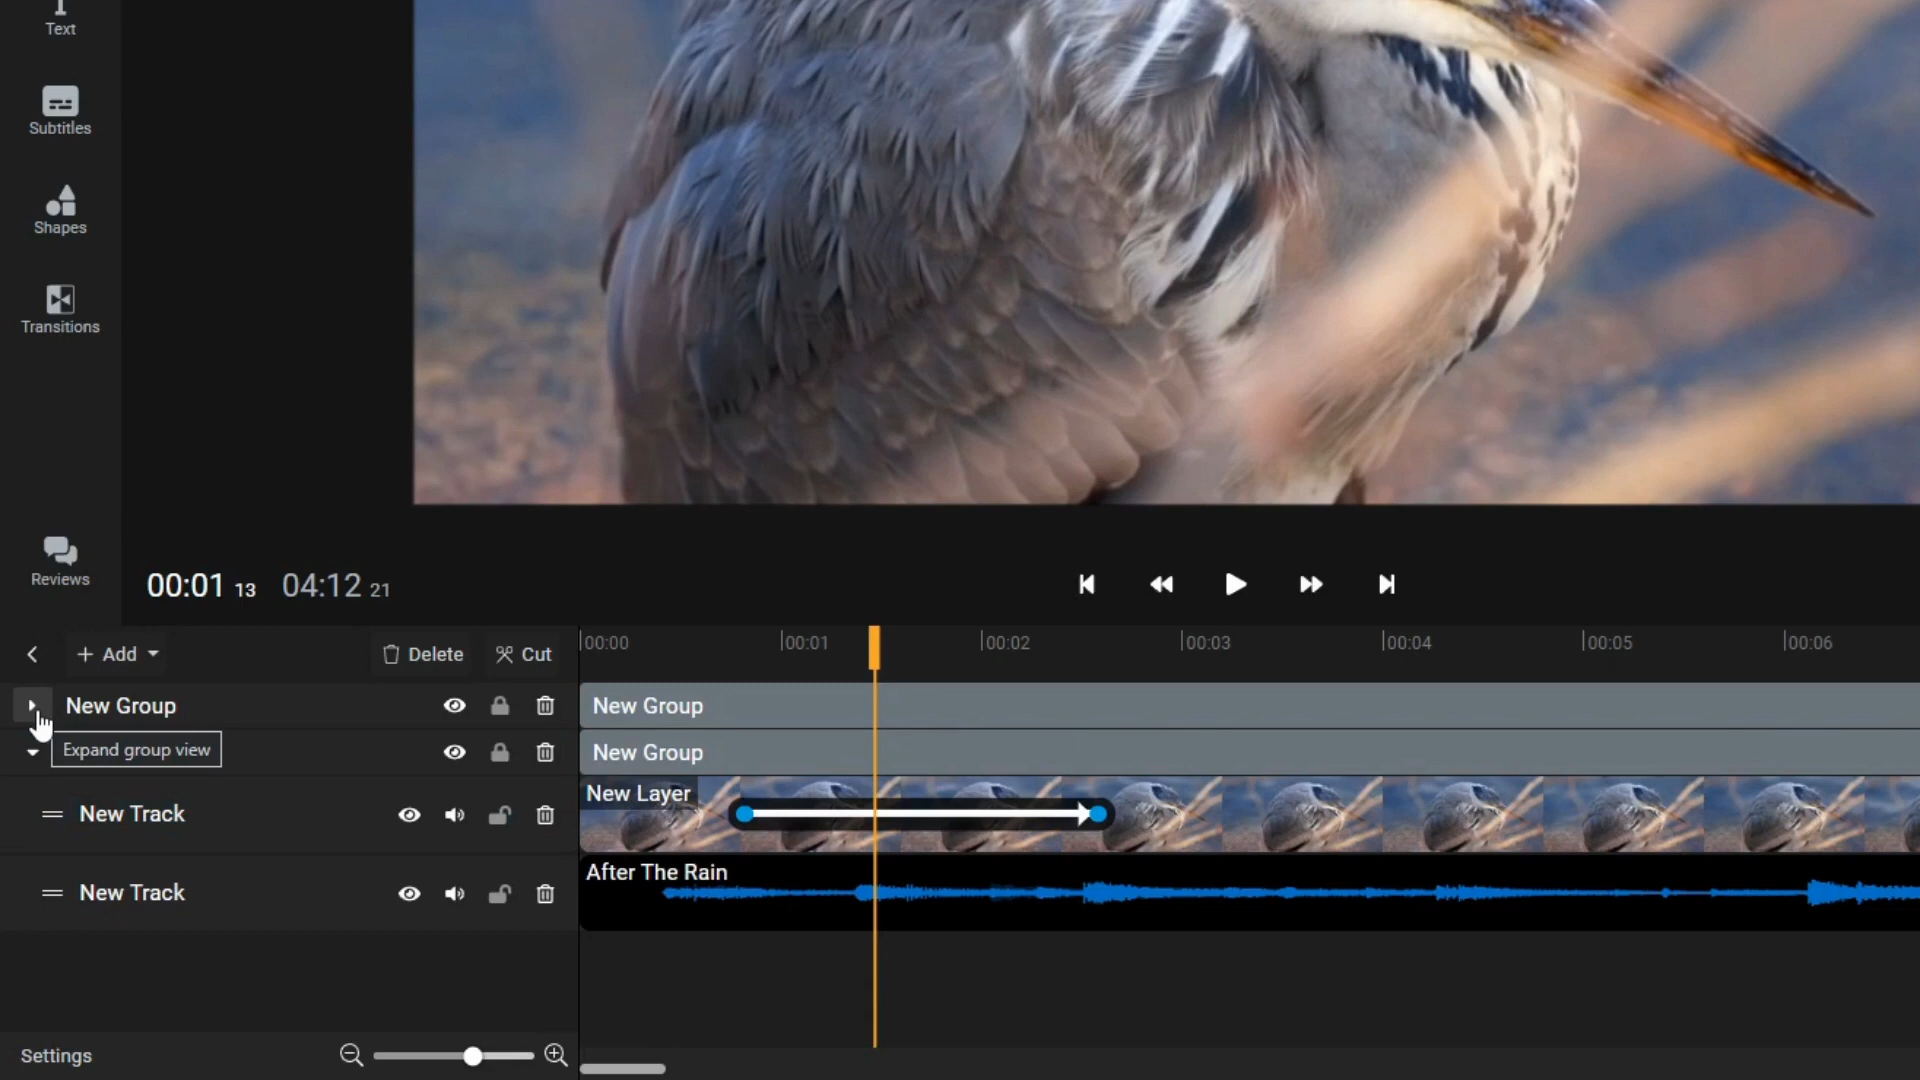 Text
Subtitles
Shapes
Transitions
Reviews
00:01 13 04:12 21
Add Delete Cut
00:00 00:01 00:02 00:03 00:04 00:05 00:06
New Group New Group
Expand group view New Group
New Layer
New Track
After The Rain
New Track
Settings